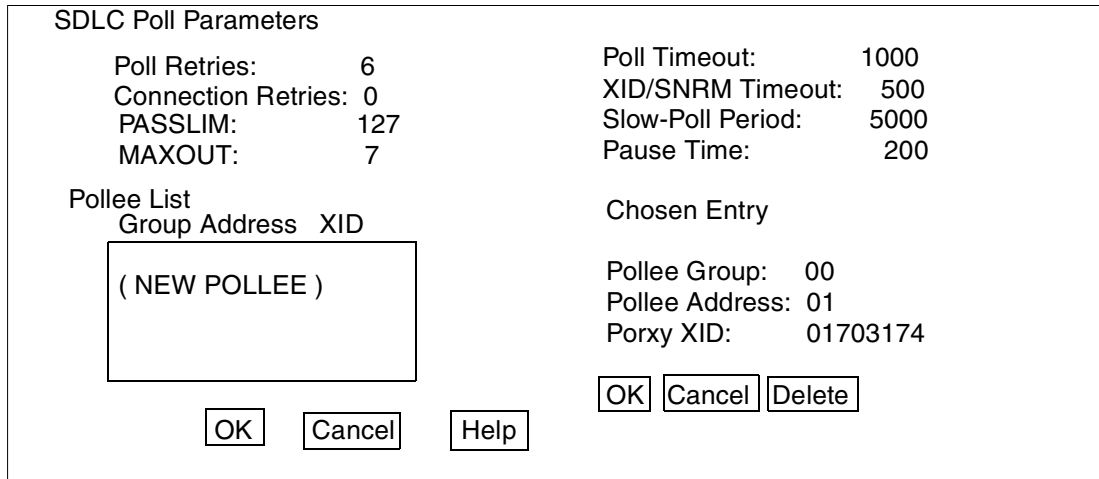 SDLC Poll Parameters
Poll Retries: 6
Connection Retries: 0
PASSLIM: 127
MAXOUT: 7
Poll Timeout: 1000
XID/SNRM Timeout: 500
Slow-Poll Period: 5000
Pause Time: 200
Pollee List
Group Address XID
( NEW POLLEE )
OK Cancel Help
Chosen Entry
Pollee Group: 00
Pollee Address: 01
Porxy XID: 01703174
OK Cancel Delete